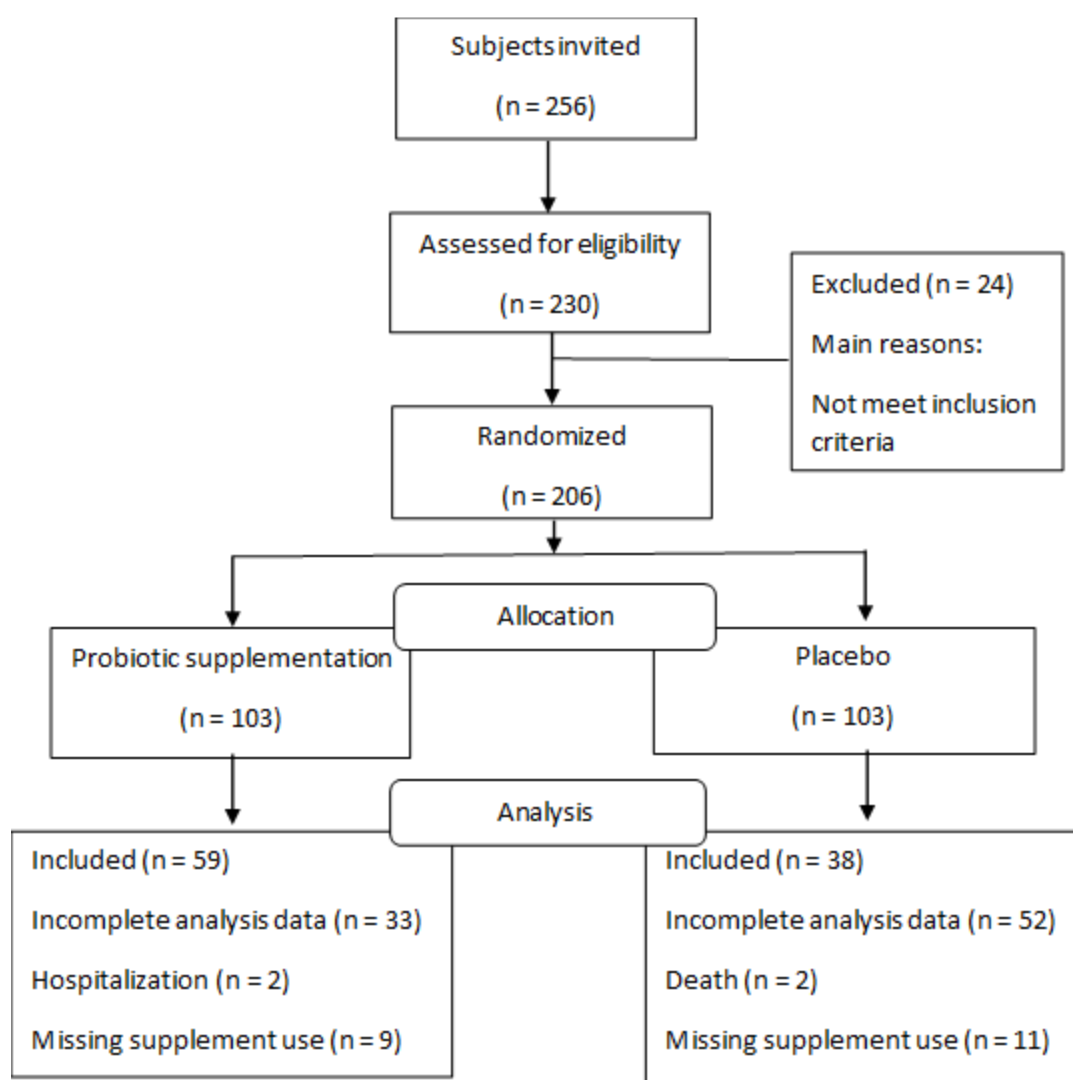 Subjects invited
(n = 256)
Assessed for eligibility
(n = 230)
Excluded (n = 24)
Main reasons:
Not meet inclusion
criteria
Randomized
(n = 206)
Allocation
Probiotic supplementation
(n = 103)
Placebo
(n = 103)
Analysis
Included (n = 59)
Incomplete analysis data (n = 33)
Hospitalization (n = 2)
Missing supplement use (n = 9)
Included (n = 38)
Incomplete analysis data (n = 52)
Death (n = 2)
Missing supplement use (n = 11)